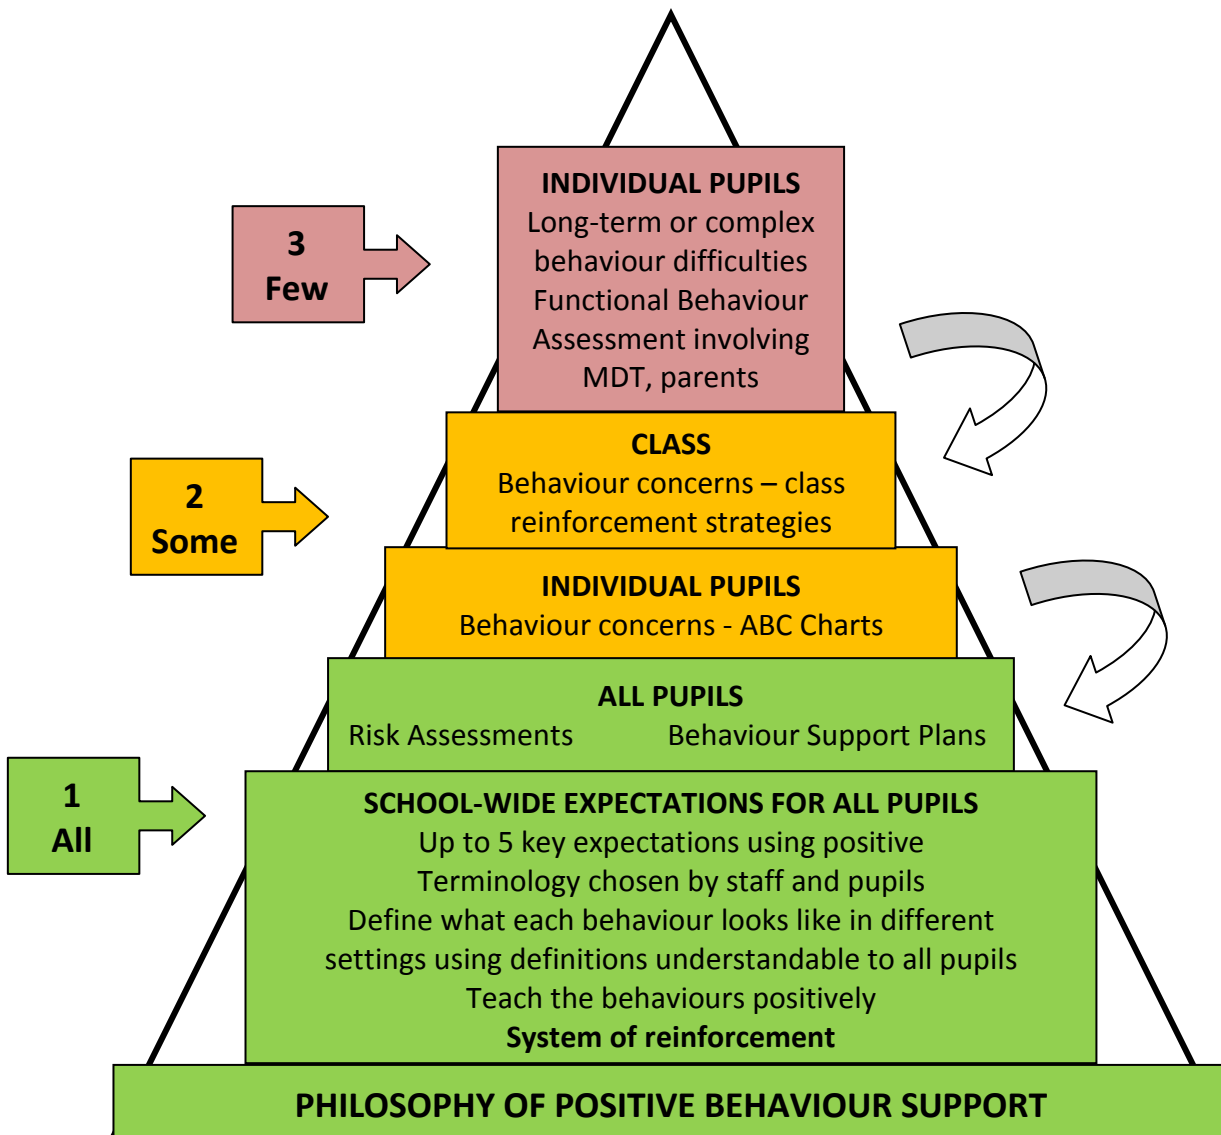 INDIVIDUAL PUPILS
Long-term or complex
behaviour difficulties
Functional Behaviour
Assessment involving
MDT, parents
3
Few
CLASS
Behaviour concerns – class
reinforcement strategies
2
Some
INDIVIDUAL PUPILS
Behaviour concerns - ABC Charts
ALL PUPILS
Risk Assessments Behaviour Support Plans
1
All
SCHOOL-WIDE EXPECTATIONS FOR ALL PUPILS
Up to 5 key expectations using positive
Terminology chosen by staff and pupils
Define what each behaviour looks like in different
settings using definitions understandable to all pupils
Teach the behaviours positively
System of reinforcement
PHILOSOPHY OF POSITIVE BEHAVIOUR SUPPORT